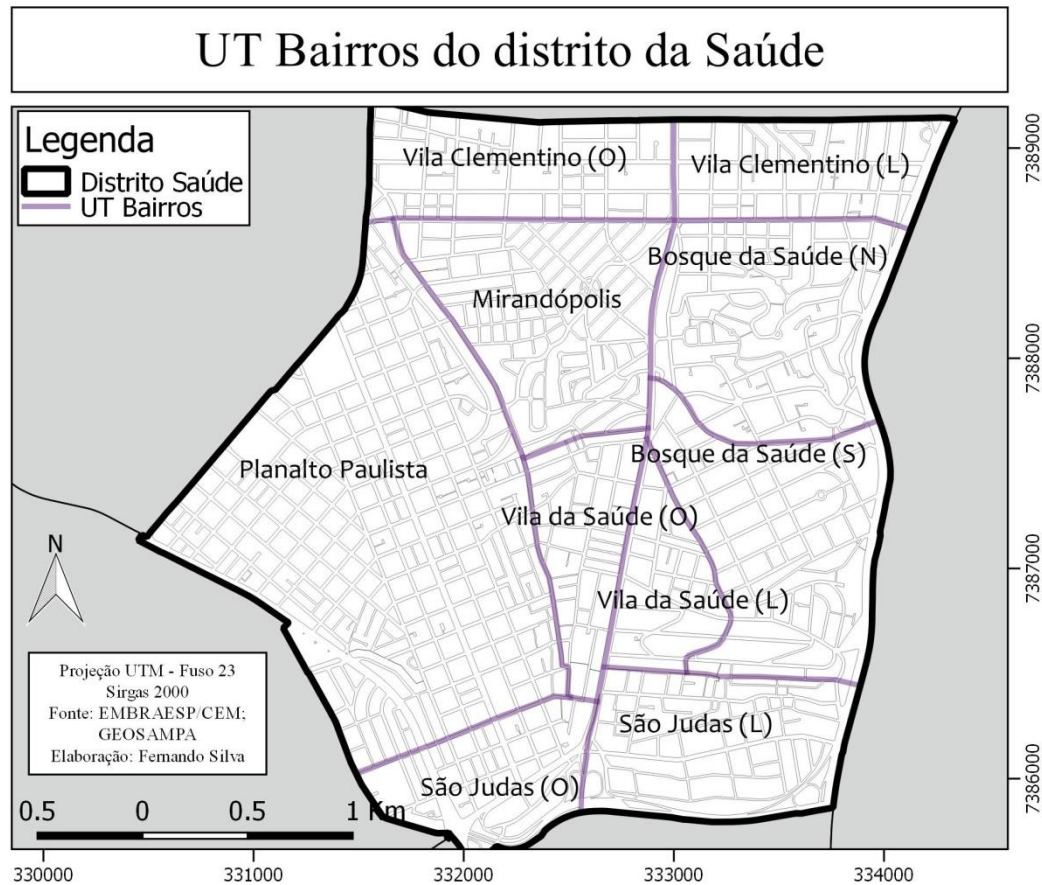 UT Bairros do distrito da Saúde
Legenda
Distrito Saúde
UT Bairros
Vila Clementino (O)
Vila Clementino (L)
Bosque da Saúde (N)
Mirandópolis
Planalto Paulista
Bosque da Saúde (S)
Vila da Saúde (O)
Vila da Saúde (L)
São Judas (L)
São Judas (O)
N
Projeção UTM - Fuso 23
Sirgas 2000
Fonte: EMBRAESP/CEM;
GEOSAMPA
Elaboração: Fernando Silva
0.5 0 0.5 1 Km
7389000
7388000
7387000
7386000
330000 331000 332000 333000 334000